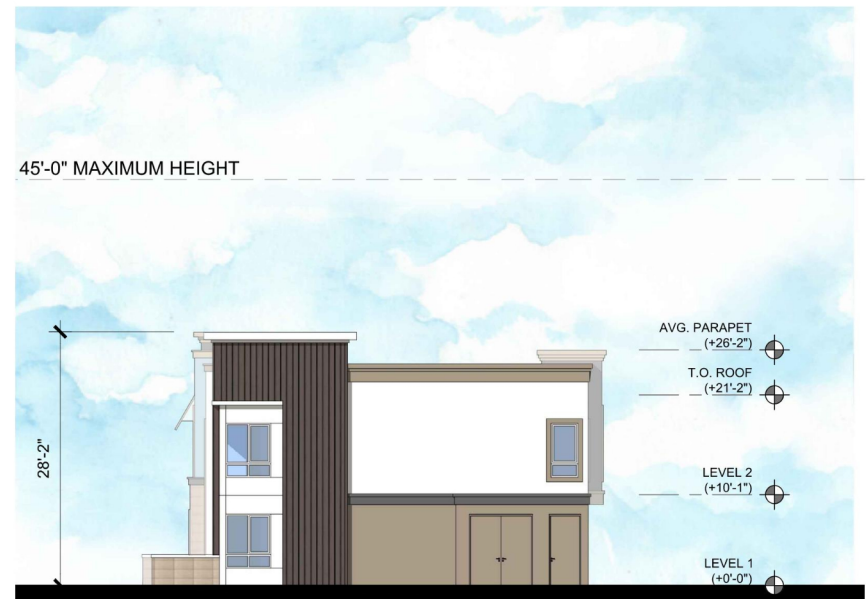 45'-0" MAXIMUM HEIGHT
AVG. PARAPET
(+26'-2")
T.O. ROOF
(+21'-2")
28'-2"
LEVEL 2
(+10'-1")
LEVEL 1
(+0'-0")